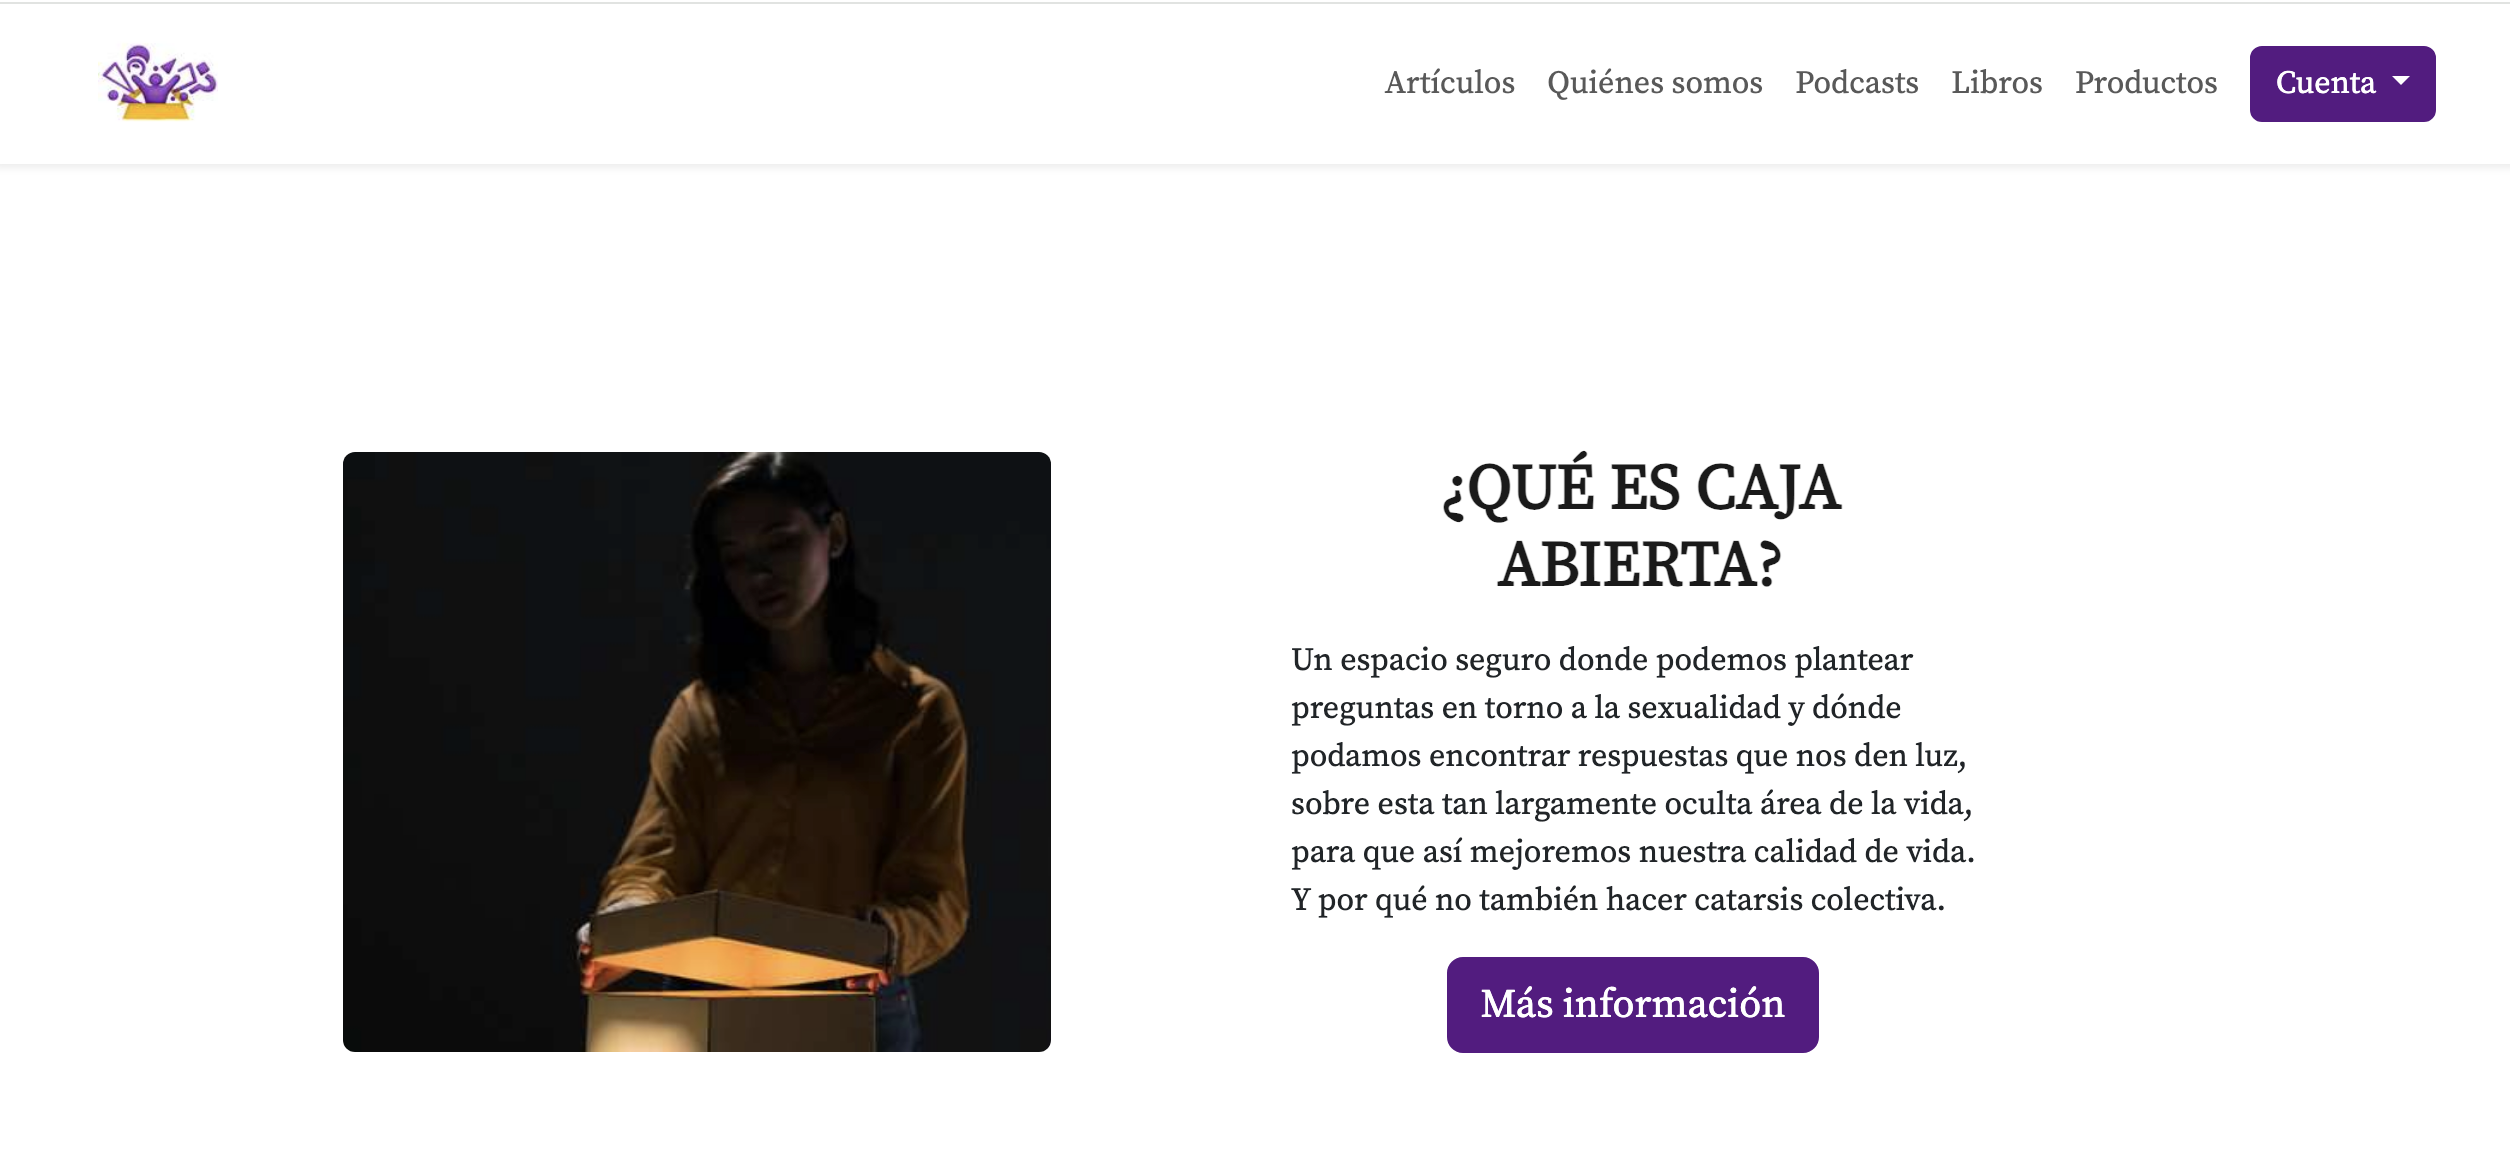 Artículos Quiénes somos Podcasts Libros Productos Cuenta
¿QUÉ ES CAJA
ABIERTA?
Un espacio seguro donde podemos plantear
preguntas en torno a la sexualidad y dónde
podamos encontrar respuestas que nos den luz,
sobre esta tan largamente oculta área de la vida,
para que así mejoremos nuestra calidad de vida.
Y por qué no también hacer catarsis colectiva.
Más información